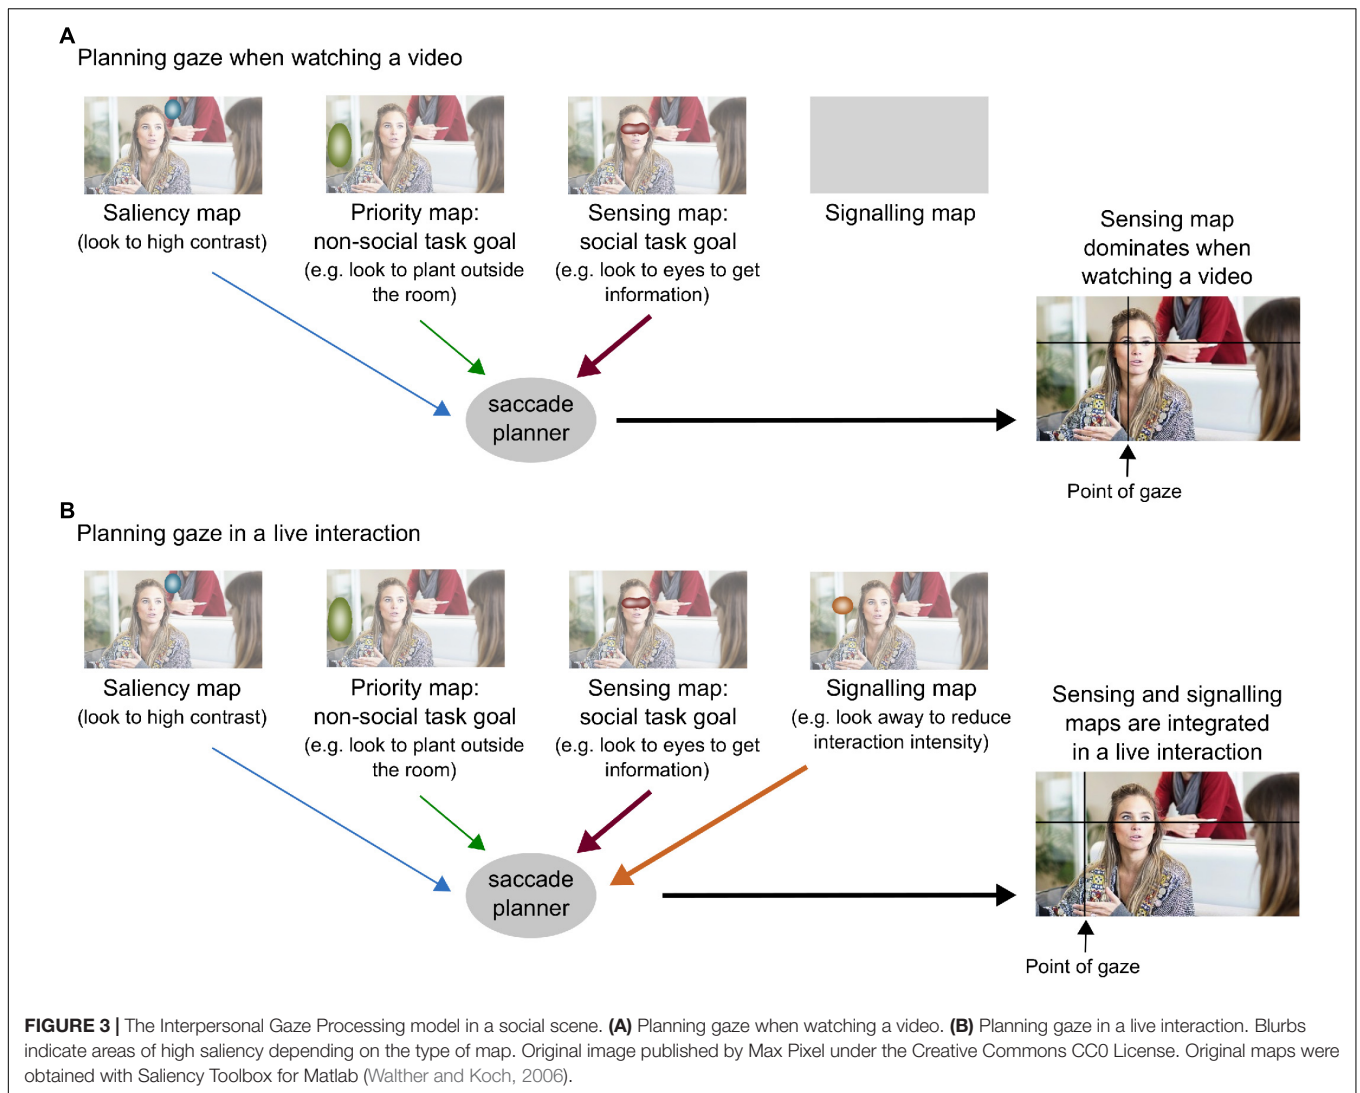 A
Planning gaze when watching a video
Saliency map
(look to high contrast)
Priority map:
non-social task goal
(e.g. look to plant outside
the room)
Sensing map:
social task goal
(e.g. look to eyes to get
information)
Signalling map
Sensing map
dominates when
watching a video
saccade
planner
Point of gaze
B
Planning gaze in a live interaction
Saliency map
(look to high contrast)
Priority map:
non-social task goal
(e.g. look to plant outside
the room)
Sensing map:
social task goal
(e.g. look to eyes to get
information)
Signalling map
(e.g. look away to reduce
interaction intensity)
Sensing and signalling
maps are integrated
in a live interaction
saccade
planner
Point of gaze
FIGURE 3 | The Interpersonal Gaze Processing model in a social scene. (A) Planning gaze when watching a video. (B) Planning gaze in a live interaction. Blurbs
indicate areas of high saliency depending on the type of map. Original image published by Max Pixel under the Creative Commons CC0 License. Original maps were
obtained with Saliency Toolbox for Matlab (Walther and Koch, 2006).